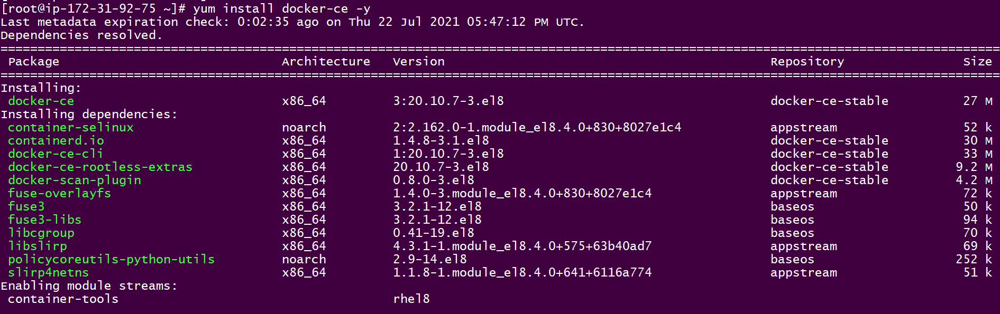 [root@ip-172-31-92-75 ~]# yum install docker-ce -y
Last metadata expiration check: 0:02:35 ago on Thu 22 Jul 2021 05:47:12 PM UTC.
Dependencies resolved.
================================================================================
Package Architecture Version Repository Size
================================================================================
Installing:
docker-ce x86_64 3:20.10.7-3.el8 docker-ce-stable 27 M
Installing dependencies:
container-selinux noarch 2:2.162.0-1.module_el8.4.0+830+8027e1c4 appstream 52 k
containerd.io x86_64 1.4.8-3.1.el8 docker-ce-stable 30 M
docker-ce-cli x86_64 1:20.10.7-3.el8 docker-ce-stable 33 M
docker-ce-rootless-extras x86_64 20.10.7-3.el8 docker-ce-stable 9.2 M
docker-scan-plugin x86_64 0.8.0-3.el8 docker-ce-stable 4.2 M
fuse-overlayfs x86_64 1.4.0-3.module_el8.4.0+830+8027e1c4 appstream 72 k
fuse3 x86_64 3.2.1-12.el8 baseos 50 k
fuse3-libs x86_64 3.2.1-12.el8 baseos 94 k
libcgroup x86_64 0.41-19.el8 baseos 70 k
libslirp x86_64 4.3.1-1.module_el8.4.0+575+63b40ad7 appstream 69 k
policycoreutils-python-utils noarch 2.9-14.el8 baseos 252 k
slirp4netns x86_64 1.1.8-1.module_el8.4.0+641+6116a774 appstream 51 k
Enabling module streams:
container-tools rhel8